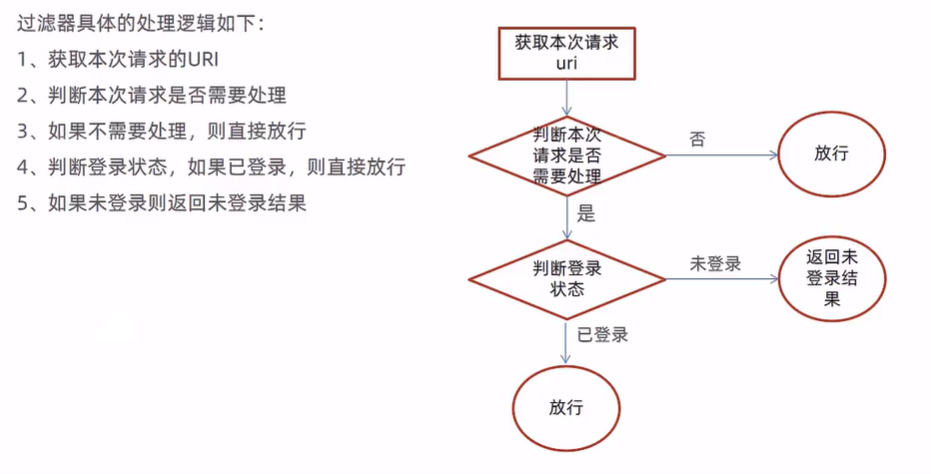 过滤器具体的处理逻辑如下：
1、获取本次请求的URI
2、判断本次请求是否需要处理
3、如果不需要处理，则直接放行
4、判断登录状态，如果已登录，则直接放行
5、如果未登录则返回未登录结果
获取本次请求
uri
判断本次
请求是否
需要处理
否
放行
是
判断登录
状态
未登录
返回未
登录结
果
已登录
放行